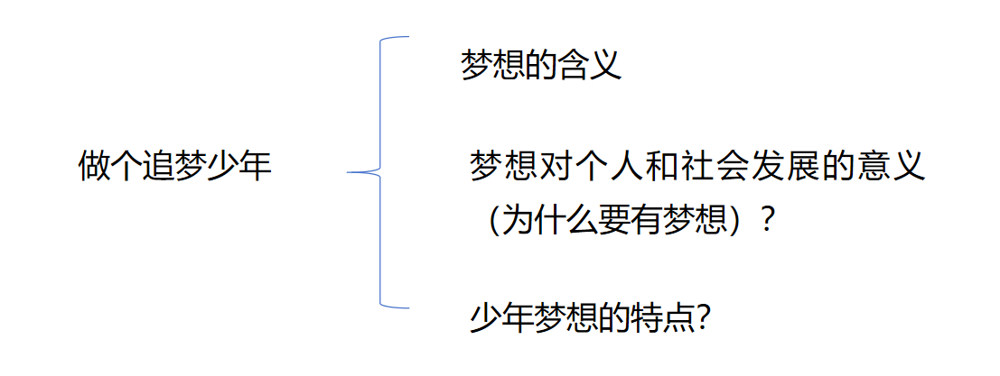 梦想的含义
做个追梦少年
梦想对个人和社会发展的意义
（为什么要有梦想）？
少年梦想的特点?